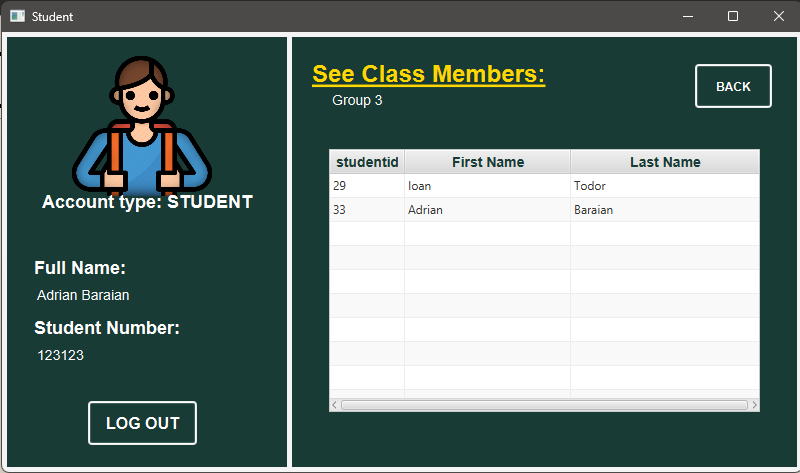 Student
Account type: STUDENT
Full Name:
Adrian Baraian
Student Number:
123123
LOG OUT
See Class Members:
Group 3
BACK
studentid First Name Last Name
29 Ioan Todor
33 Adrian Baraian